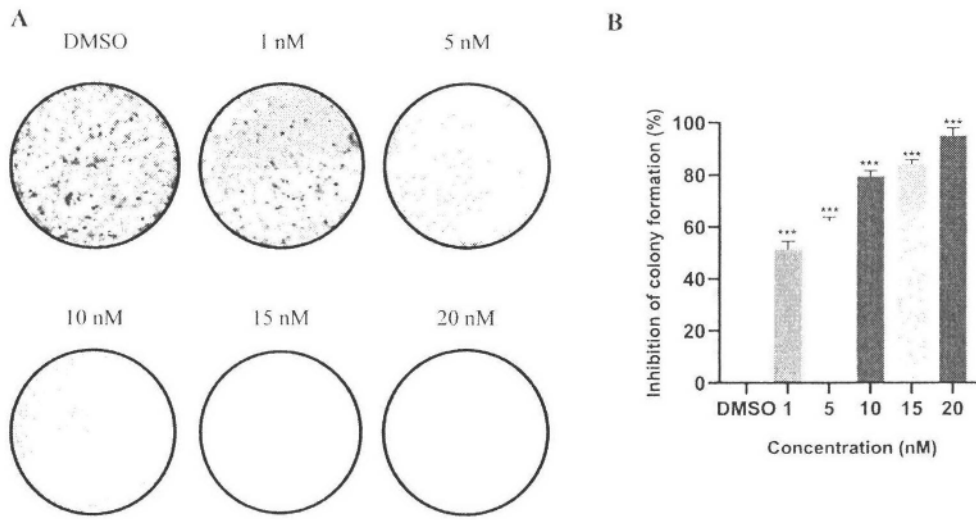 A
DMSO
1 nM
5 nM
10 nM
15 nM
20 nM
B
Inhibition of colony formation (%)
100
80
60
40
20
0
***
***
***
***
***
DMSO 1 5 10 15 20
Concentration (nM)